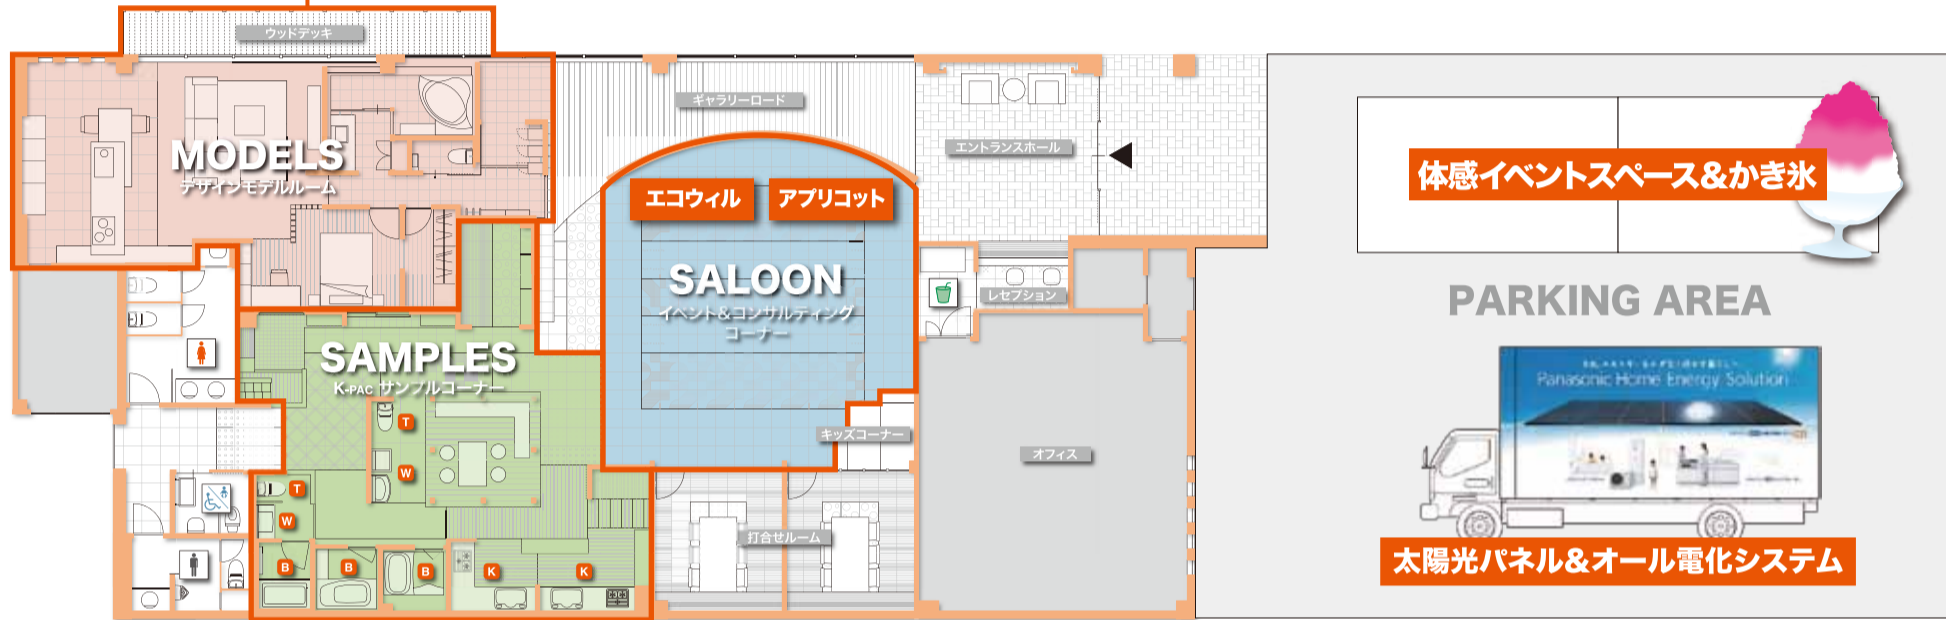 ウッドデッキ
MODELS
デザインモデルルーム
ギャラリーロード
エントランスホール
エコウィル
アプリコット
SALOON
イベント&コンサルティング
コーナー
レセプション
SAMPLES
K-PAC サンプルコーナー
T
W
T
W
B
B
B
K
K
キッズコーナー
打合せルーム
オフィス
体感イベントスペース&かき氷
PARKING AREA
Panasonic Home Energy Solution
太陽光パネル&オール電化システム